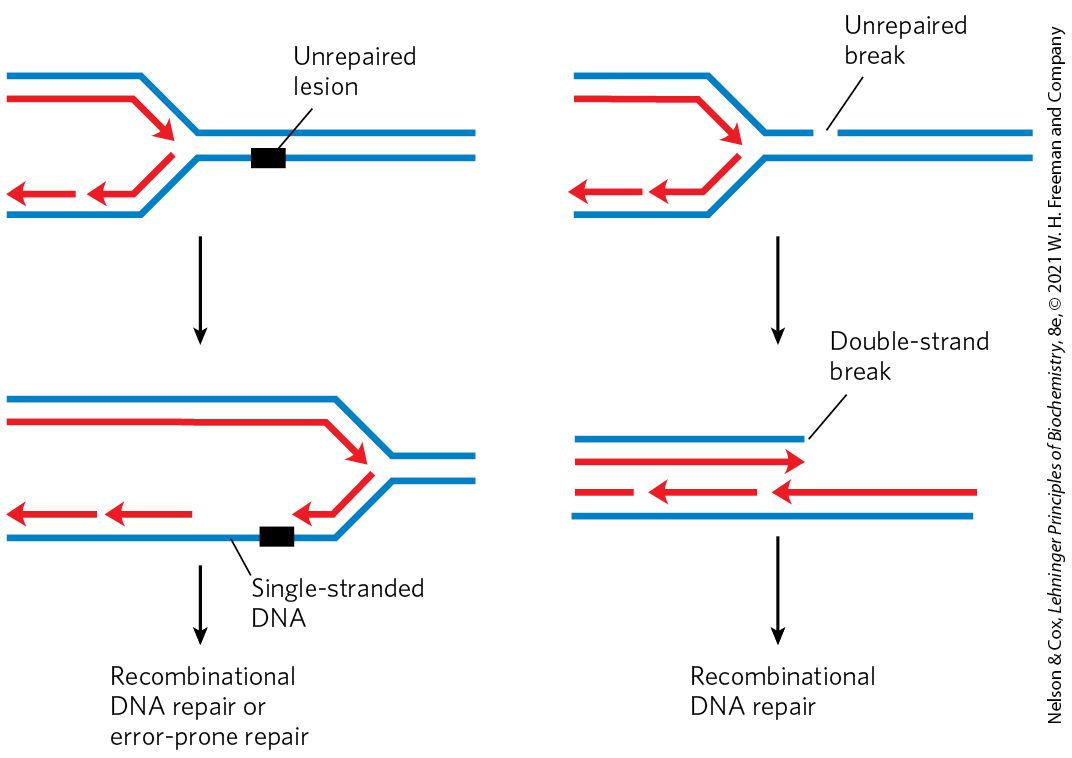 Unrepaired
lesion
Unrepaired
break
Double-strand
break
Single-stranded
DNA
Recombinational
DNA repair or
error-prone repair
Recombinational
DNA repair
Nelson & Cox, Lehninger Principles of Biochemistry, 8e, © 2021 W. H. Freeman and Company